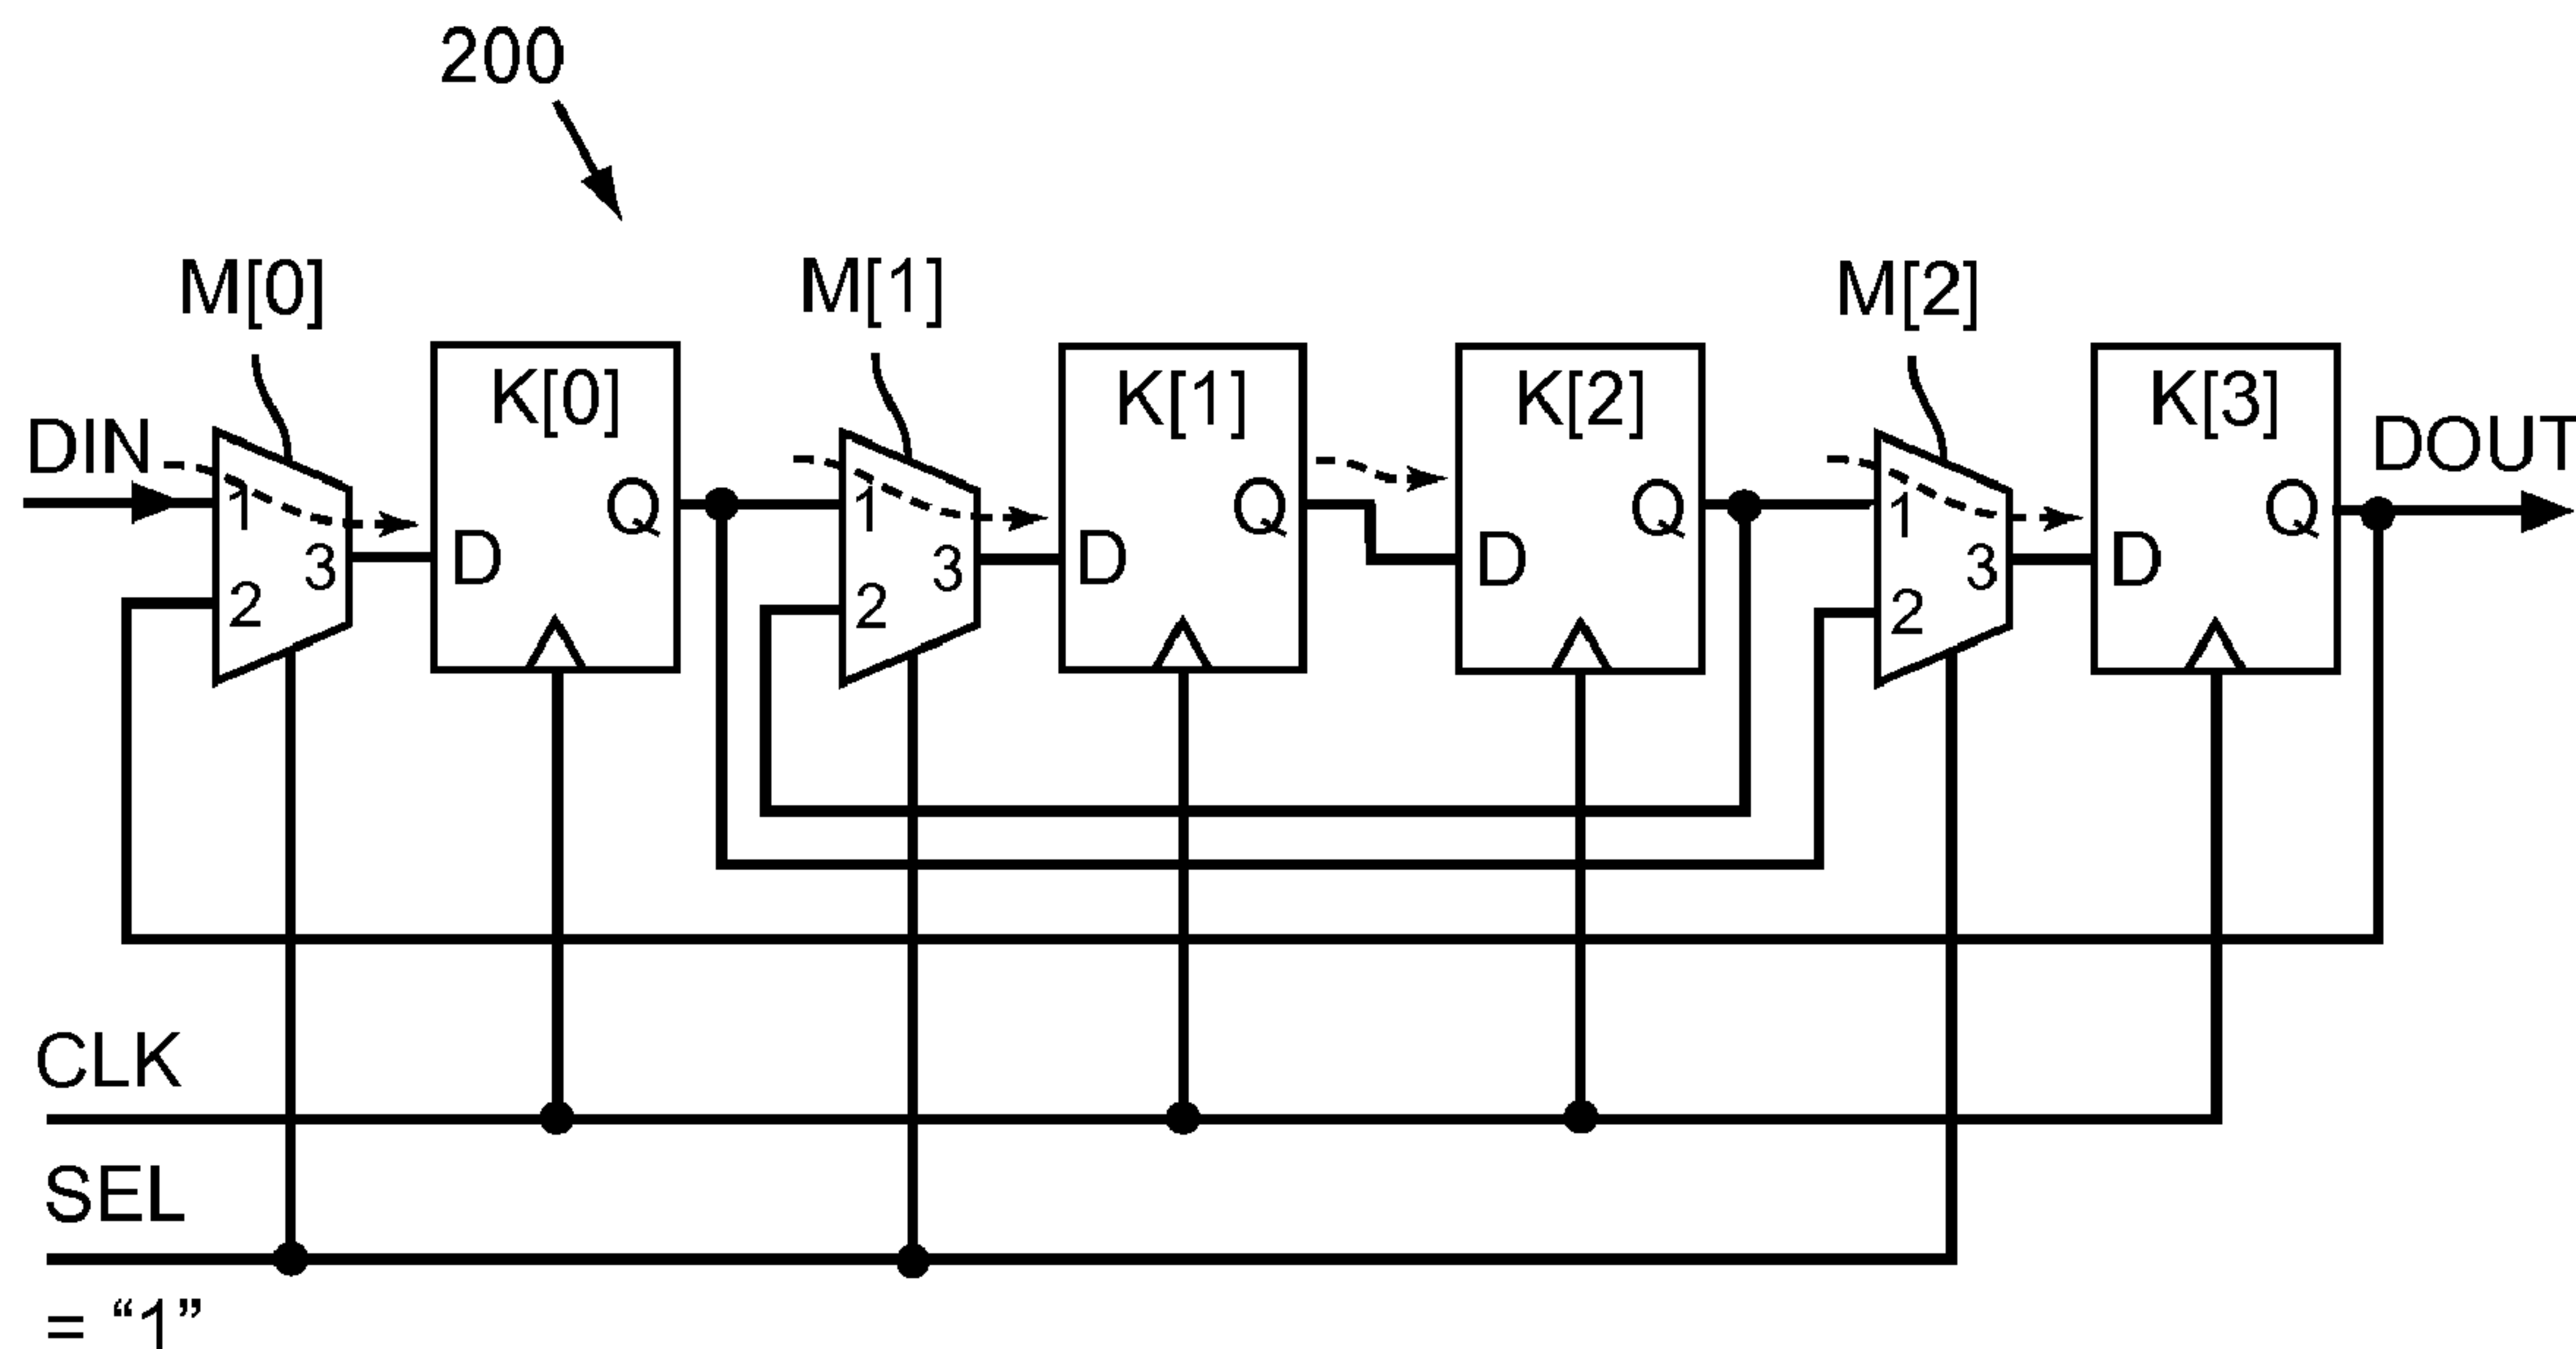 200
M[0]
M[1]
M[2]
K[0]
K[1]
K[2]
K[3]
DIN
DOUT
1
Q
1
Q
Q
1
Q
3
D
3
D
D
3
D
2
2
2
CLK
SEL
= “1”